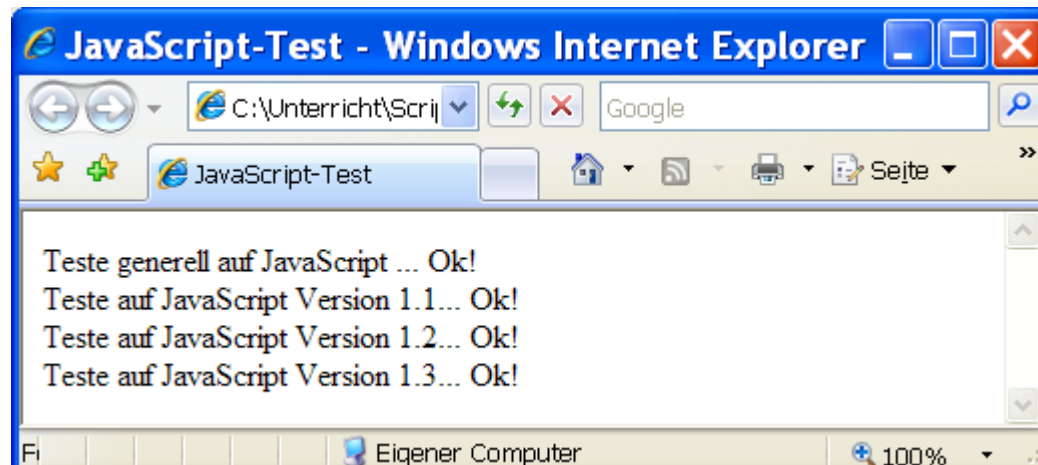 JavaScript-Test - Windows Internet Explorer
C:\Unterricht\Scri
Google
JavaScript-Test
Seite
Teste generell auf JavaScript ... Ok!
Teste auf JavaScript Version 1.1... Ok!
Teste auf JavaScript Version 1.2... Ok!
Teste auf JavaScript Version 1.3... Ok!
Eigener Computer
100%